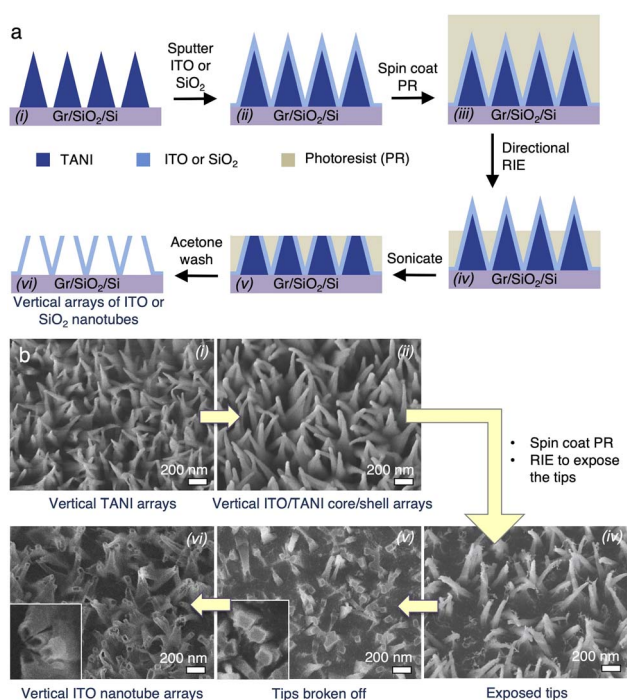 a
Sputter
ITO or
SiO2
Spin coat
PR
(i) Gr/SiO2/Si
(ii) Gr/SiO2/Si
(iii) Gr/SiO2/Si
TANI
ITO or SiO2
Photoresist (PR)
Directional
RIE
(vi) Gr/SiO2/Si
Acetone
wash
(v) Gr/SiO2/Si
Sonicate
(iv) Gr/SiO2/Si
Vertical arrays of ITO or
SiO2 nanotubes
b
(i)
(ii)
200 nm
200 nm
Vertical TANI arrays
Vertical ITO/TANI core/shell arrays
• Spin coat PR
• RIE to expose
the tips
(vi)
(v)
(iv)
200 nm
200 nm
200 nm
Vertical ITO nanotube arrays
Tips broken off
Exposed tips